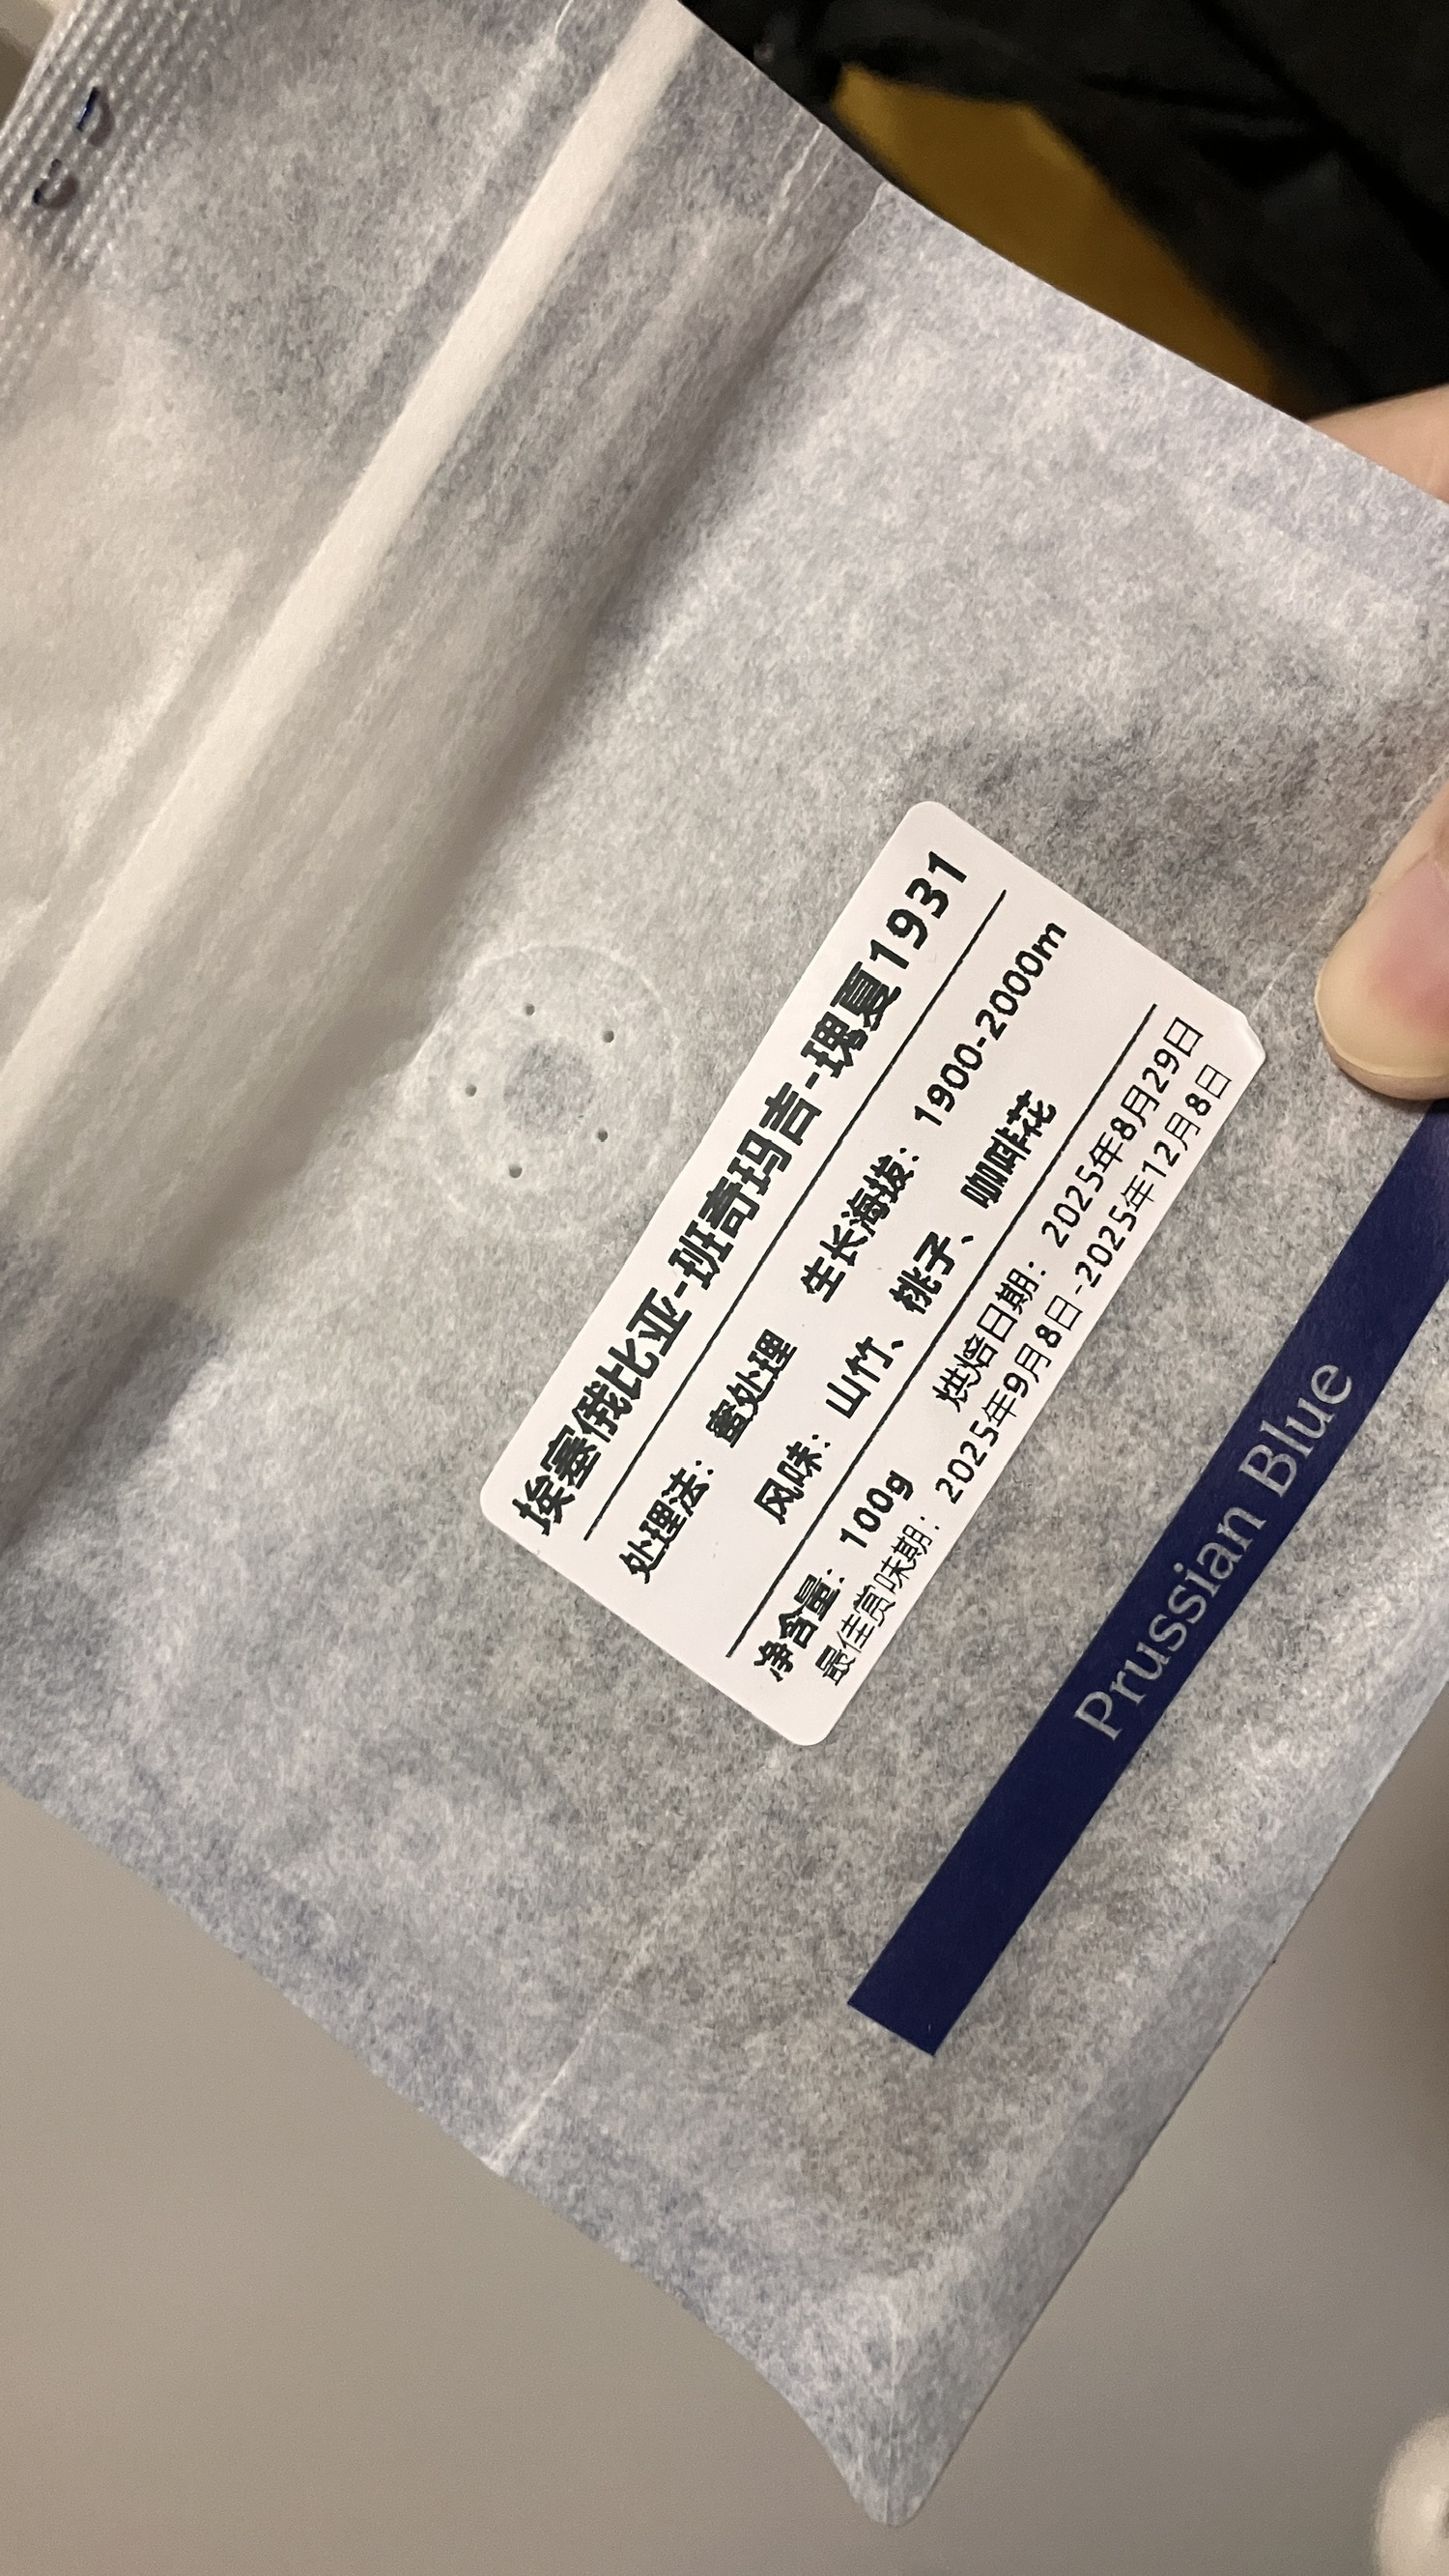 埃塞俄比亚-班奇玛吉-瑰夏1931
处理法：蜜处理 生长海拔：1900-2000m
风味：山竹、桃子、咖啡花
净含量：100g 烘焙日期：2025年8月29日
最佳赏味期：2025年9月8日-2025年12月8日
Prussian Blue